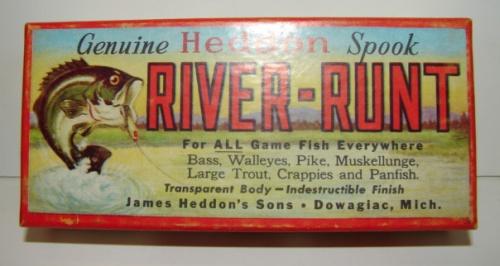 Genuine Heddon Spook
RIVER-RUNT
For ALL Game Fish Everywhere
Bass, Walleyes, Pike, Muskellunge,
Large Trout, Crappies and Panfish.
Transparent Body — Indestructible Finish
James Heddon's Sons • Dowagiac, Mich.